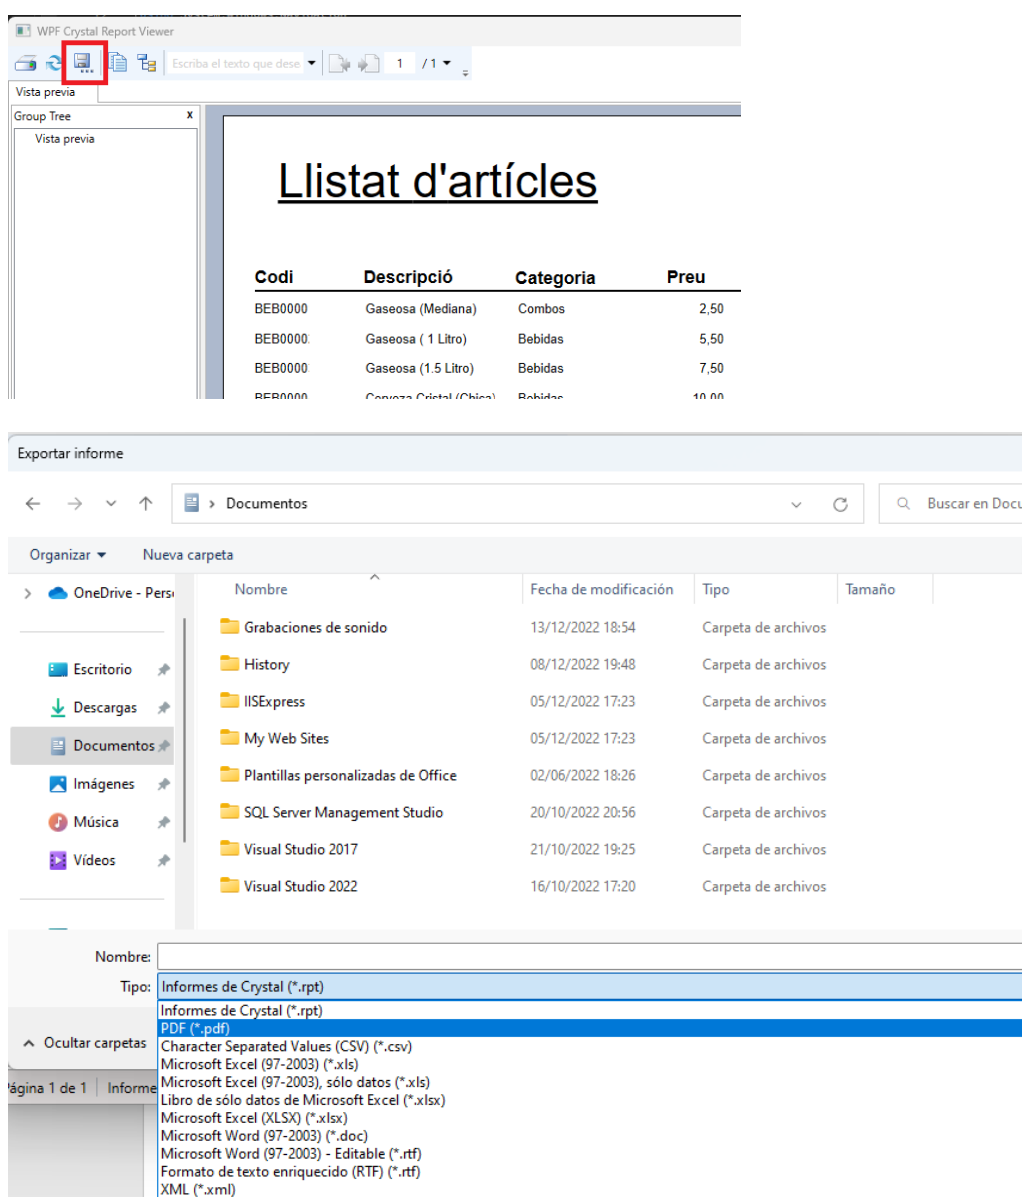 WPF Crystal Report Viewer
Escriba el texto que dese 1 / 1
Vista previa
Group Tree x
Vista previa
Llistat d'artícles
Codi Descripció Categoria Preu
BEB0000 Gaseosa (Mediana) Combos 2,50
BEB0000 Gaseosa ( 1 Litro) Bebidas 5,50
BEB0000 Gaseosa (1.5 Litro) Bebidas 7,50
BEB0000 Cerveza Cristal (Chica) Bebidas 10,00
Exportar informe
Documentos
Buscar en Docu
Organizar Nueva carpeta
Nombre Fecha de modificación Tipo Tamaño
OneDrive - Perso
Escritorio
Descargas
Documentos
Imágenes
Música
Vídeos
Grabaciones de sonido 13/12/2022 18:54 Carpeta de archivos
History 08/12/2022 19:48 Carpeta de archivos
IISExpress 05/12/2022 17:23 Carpeta de archivos
My Web Sites 05/12/2022 17:23 Carpeta de archivos
Plantillas personalizadas de Office 02/06/2022 18:26 Carpeta de archivos
SQL Server Management Studio 20/10/2022 20:56 Carpeta de archivos
Visual Studio 2017 21/10/2022 19:25 Carpeta de archivos
Visual Studio 2022 16/10/2022 17:20 Carpeta de archivos
Nombre:
Tipo: Informes de Crystal (*.rpt)
Informes de Crystal (*.rpt)
PDF (*.pdf)
Character Separated Values (CSV) (*.csv)
Microsoft Excel (97-2003) (*.xls)
Microsoft Excel (97-2003), sólo datos (*.xls)
Libro de sólo datos de Microsoft Excel (*.xlsx)
Microsoft Excel (XLSX) (*.xlsx)
Microsoft Word (97-2003) (*.doc)
Microsoft Word (97-2003) - Editable (*.rtf)
Formato de texto enriquecido (RTF) (*.rtf)
XML (*.xml)
Ocultar carpetas
Página 1 de 1 Informe